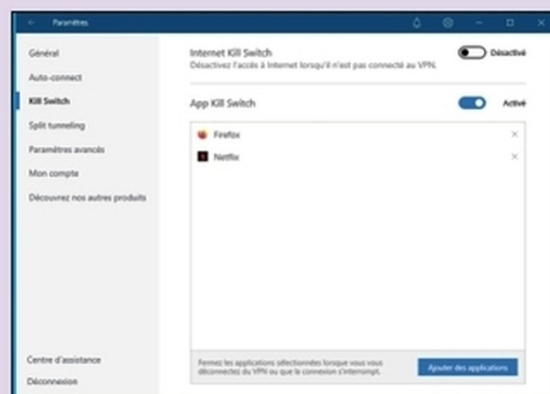 Paramètres
Général
Auto-connect
Kill Switch
Split tunneling
Paramètres avancés
Mon compte
Découvrez nos autres produits
Centre d'assistance
Déconnexion
Internet Kill Switch
Désactivé
Désactivez l'accès à Internet lorsqu'il n'est pas connecté au VPN.
App Kill Switch
Activé
Firefox
Netflix
Fermez les applications sélectionnées lorsque vous vous
déconnectez du VPN ou que la connexion s'interrompt.
Ajouter des applications